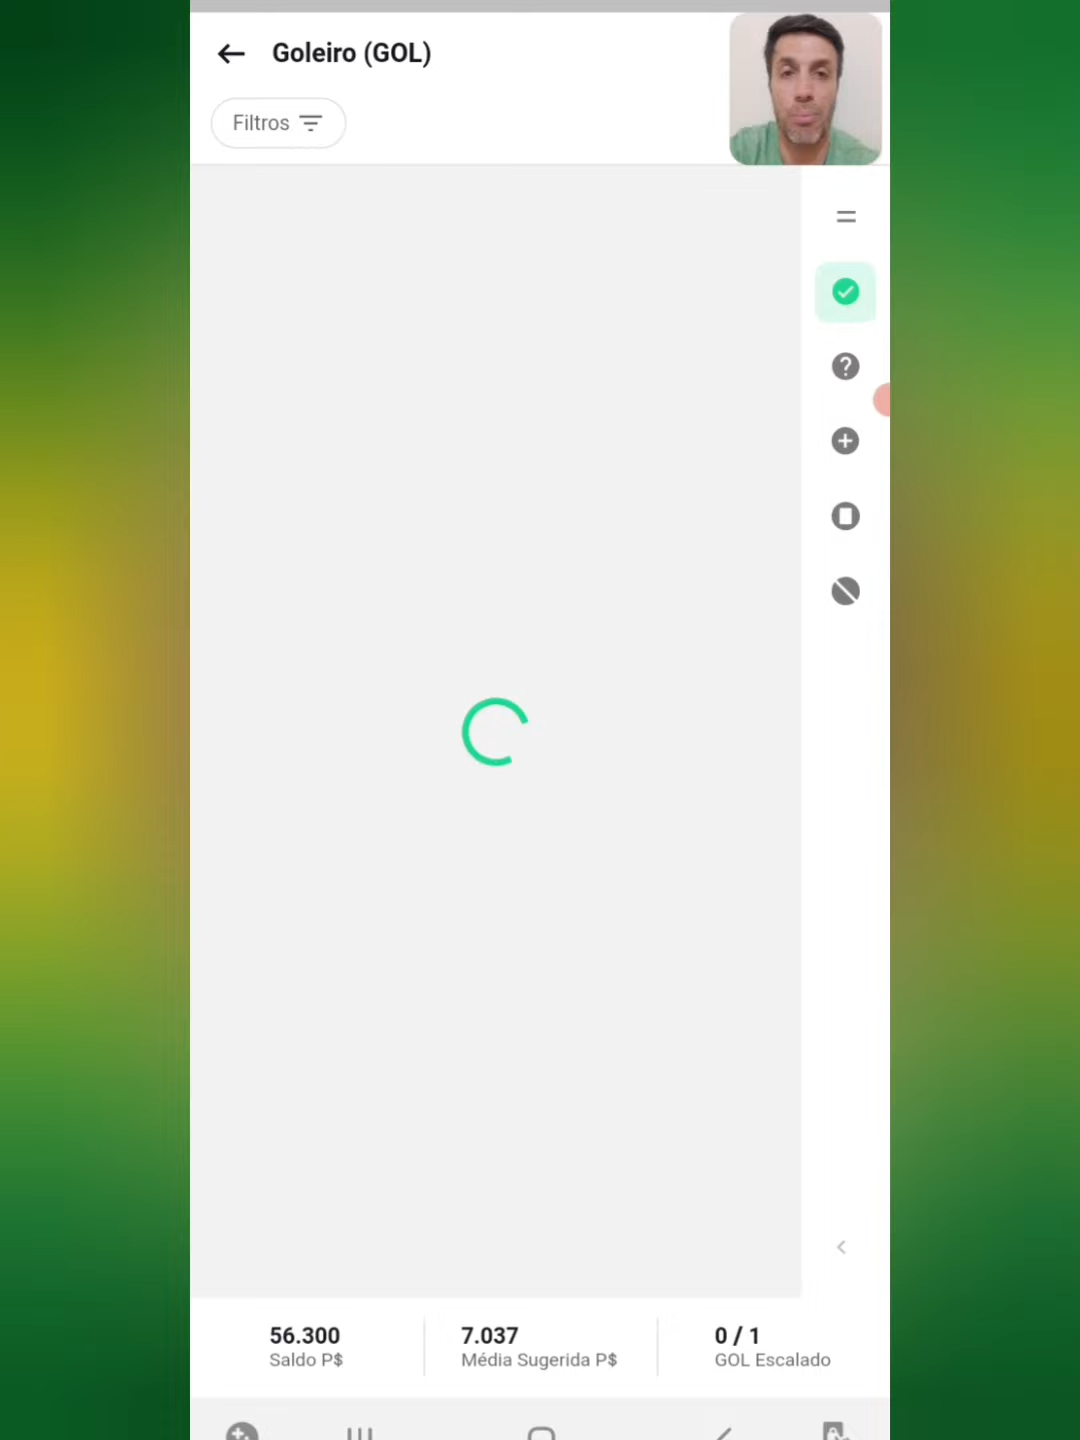 Goleiro (GOL)
Filtros
56.300
Saldo P$
7.037
Média Sugerida P$
0 / 1
GOL Escalado